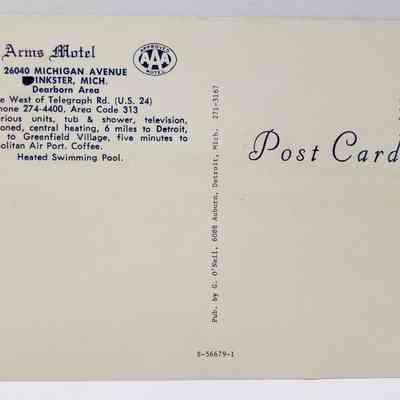 Arms Motel
26040 MICHIGAN AVENUE
INKSTER, MICH.
Dearborn Area
e West of Telegraph Rd. (U.S. 24)
hone 274-4400, Area Code 313
rious units, tub & shower, television,
oned, central heating, 6 miles to Detroit,
to Greenfield Village, five minutes to
olitan Air Port. Coffee.
Heated Swimming Pool.
APPROVED
AAA
MOTEL
Pub. by G. O'Neil, 6088 Auburn, Detroit, Mich. 271-3167
Post Card
S-56679-1